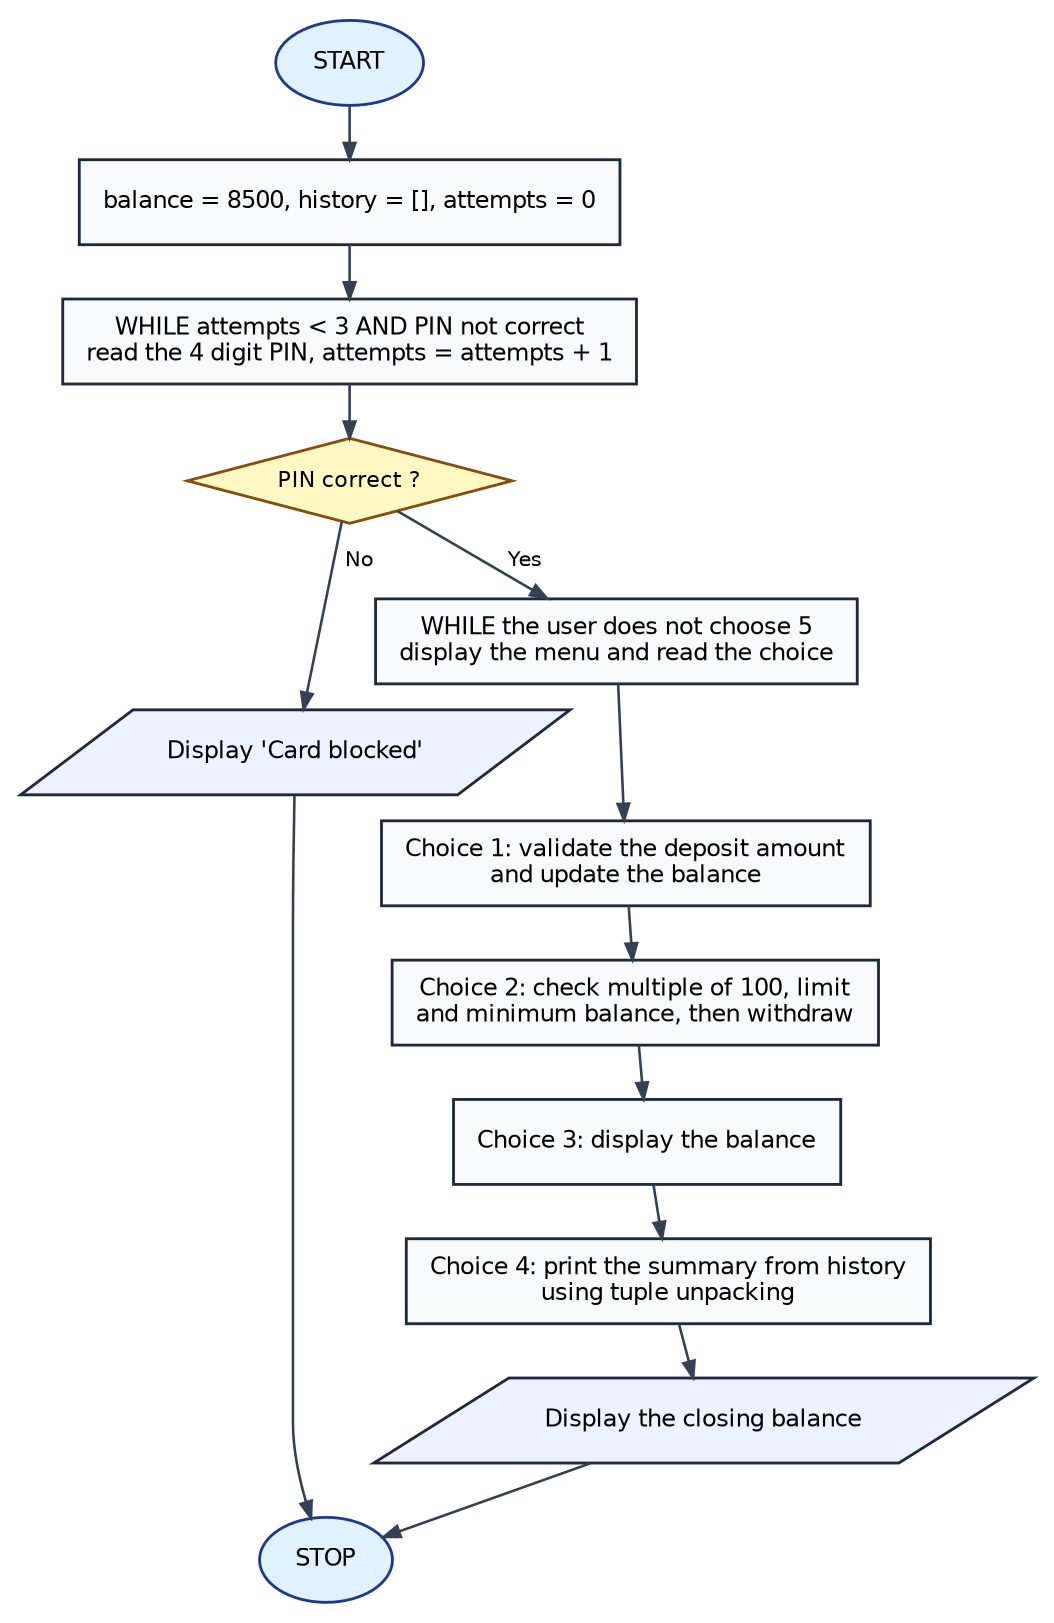 START
balance = 8500, history = [], attempts = 0
WHILE attempts < 3 AND PIN not correct
read the 4 digit PIN, attempts = attempts + 1
PIN correct ?
No
Yes
WHILE the user does not choose 5
display the menu and read the choice
Display 'Card blocked'
Choice 1: validate the deposit amount
and update the balance
Choice 2: check multiple of 100, limit
and minimum balance, then withdraw
Choice 3: display the balance
Choice 4: print the summary from history
using tuple unpacking
Display the closing balance
STOP